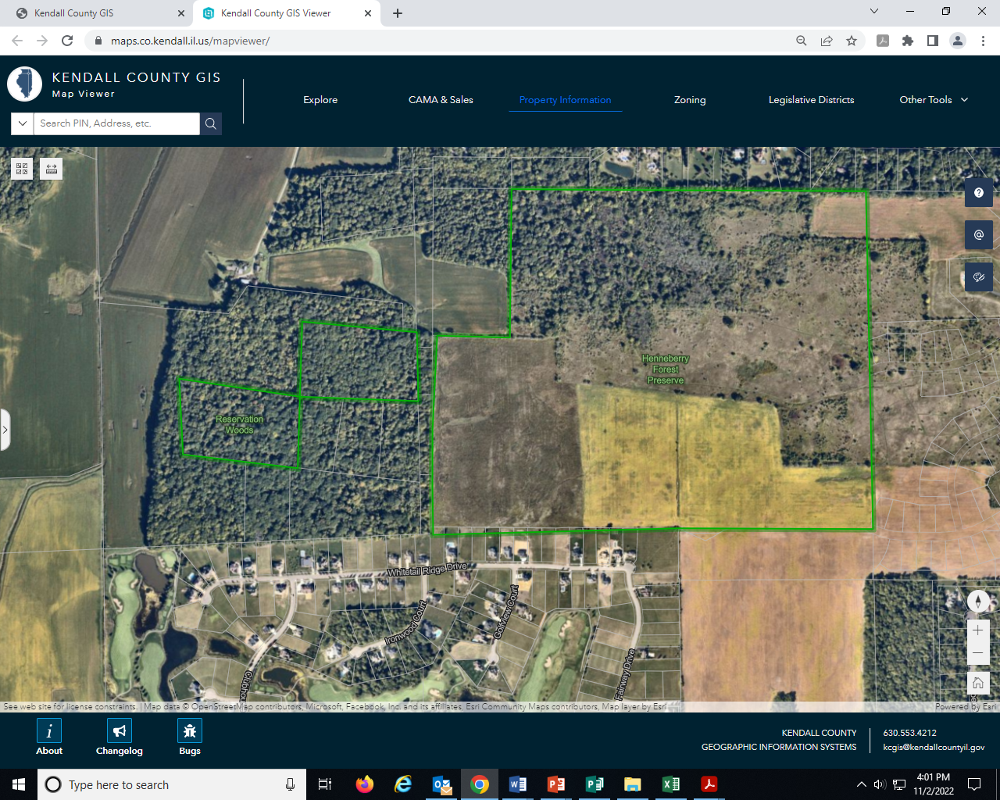 Kendall County GIS
Kendall County GIS Viewer
maps.co.kendall.il.us/mapviewer/
KENDALL COUNTY GIS
Map Viewer
Explore
CAMA & Sales
Property Information
Zoning
Legislative Districts
Other Tools
Search PIN, Address, etc.
Henneberry
Forest
Preserve
Reservation
Woods
Whitetail Ridge Drive
Ironwood Court
Golfview Court
Fairway Drive
See web site for license constraints. | Map data © OpenStreetMap contributors, Microsoft, Facebook, Inc. and its affiliates, Esri Community Maps contributors, Map layer by Esri
Powered by Esri
About
Changelog
Bugs
KENDALL COUNTY
GEOGRAPHIC INFORMATION SYSTEMS
630.553.4212
kcgis@kendallcountyil.gov
Type here to search
4:01 PM
11/2/2022